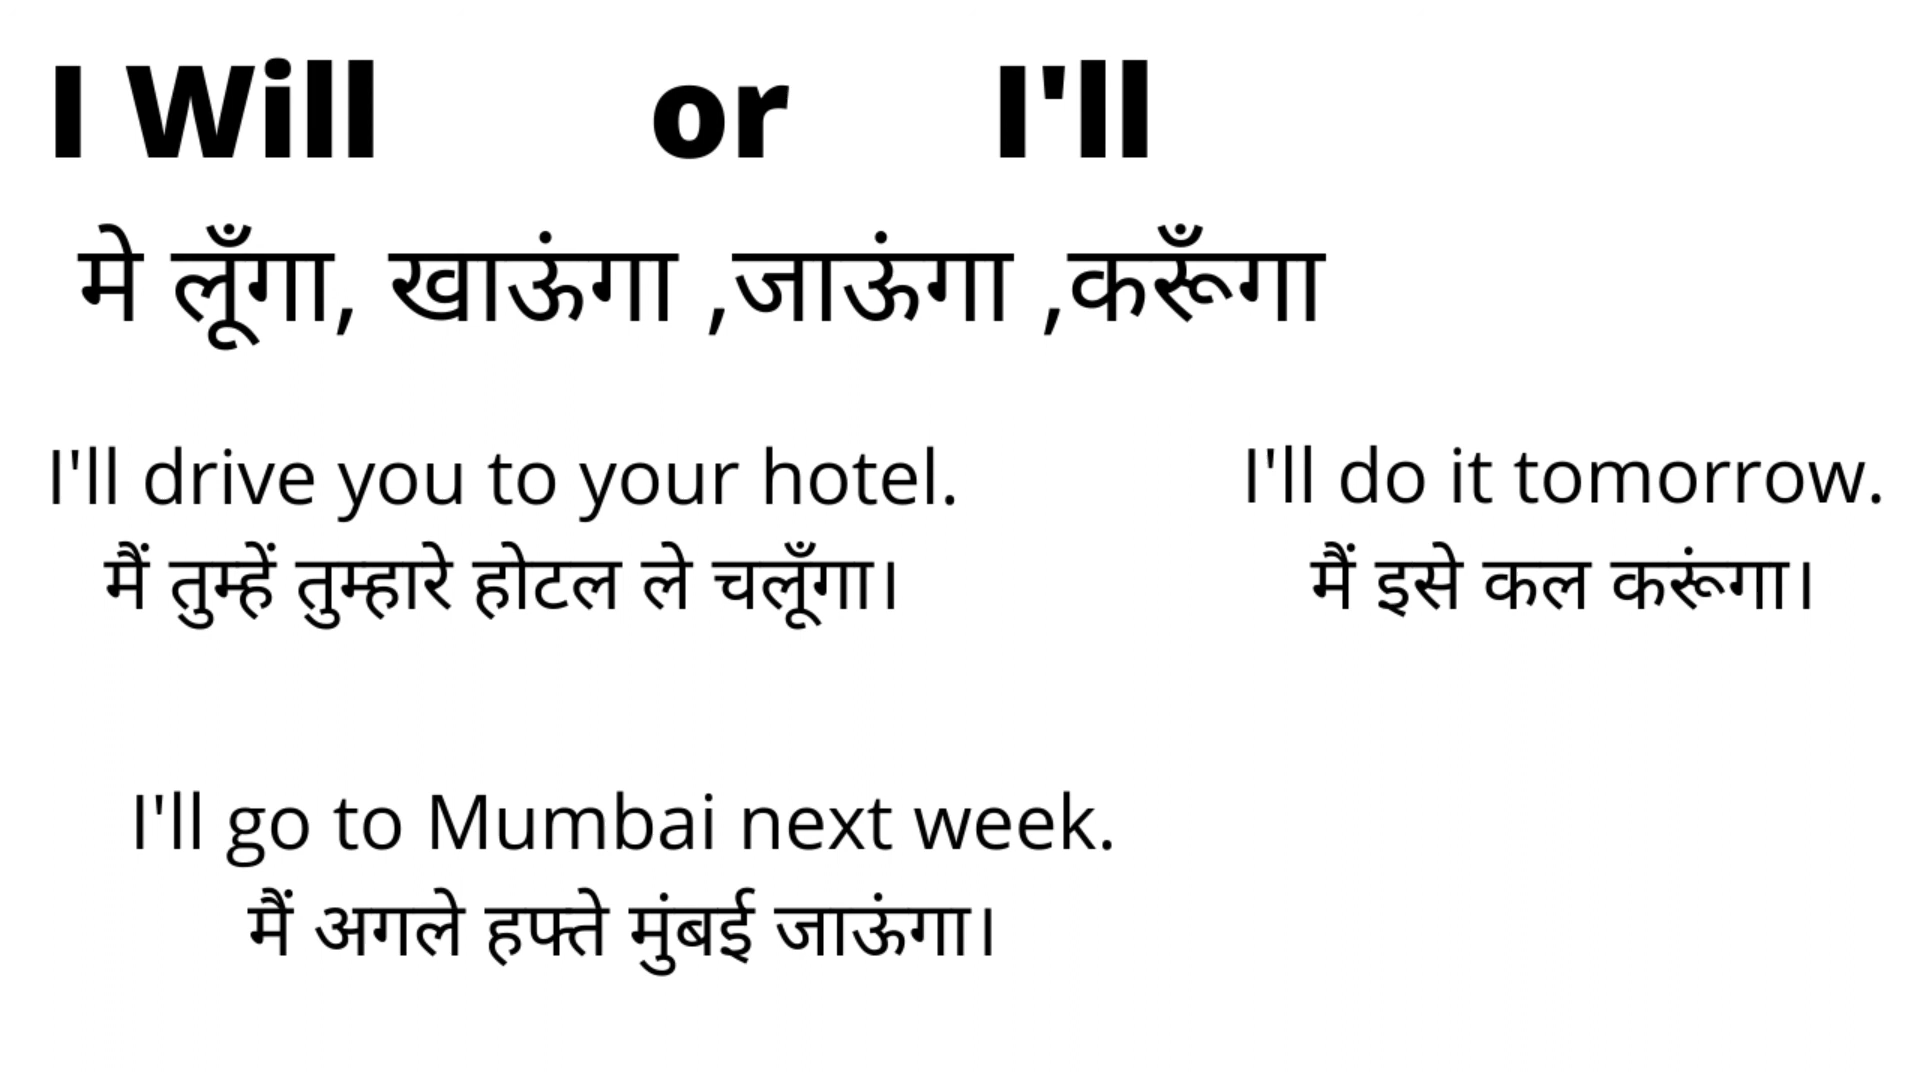 I Will or I'll
मे लूँगा, खाऊंगा ,जाऊंगा ,करूँगा
I'll drive you to your hotel.
मैं तुम्हें तुम्हारे होटल ले चलूँगा।
I'll do it tomorrow.
मैं इसे कल करूंगा।
I'll go to Mumbai next week.
मैं अगले हफ्ते मुंबई जाऊंगा।